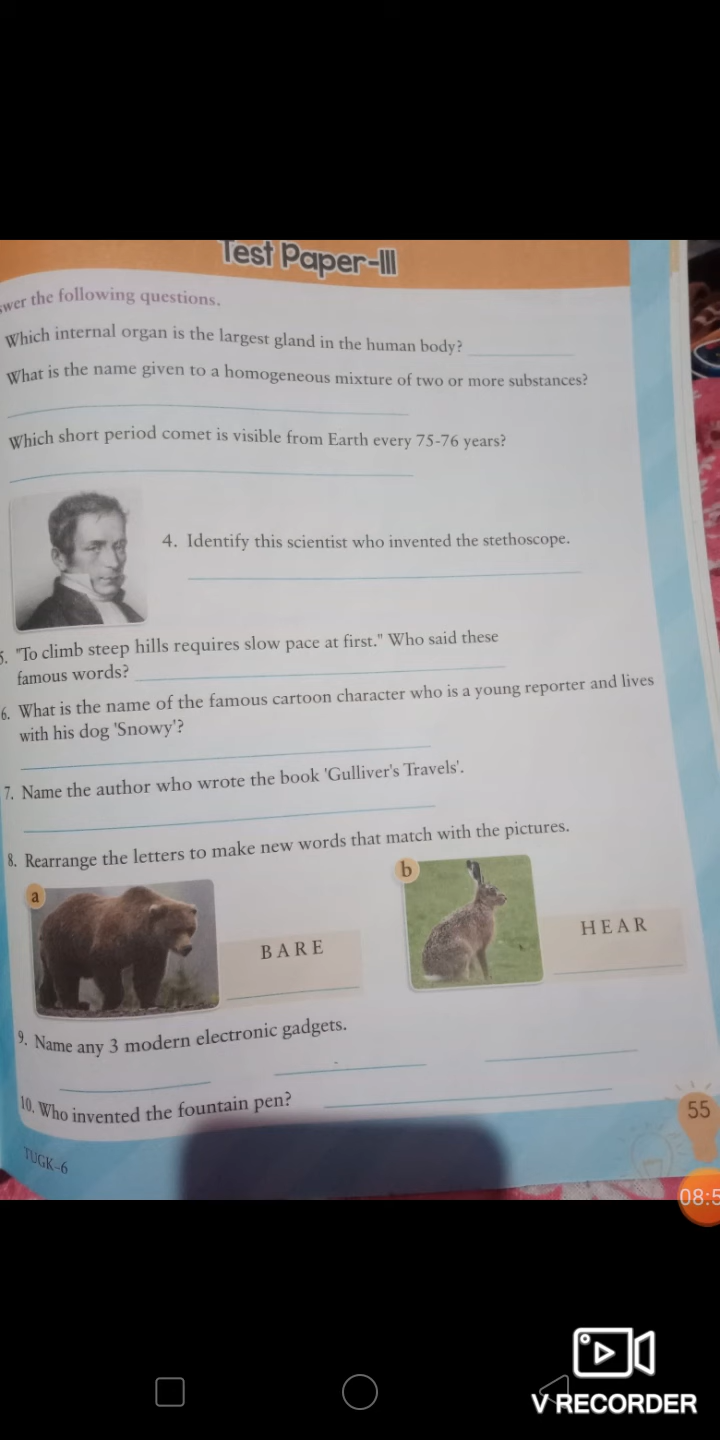 Test Paper-III
wer the following questions.
Which internal organ is the largest gland in the human body?
What is the name given to a homogeneous mixture of two or more substances?
Which short period comet is visible from Earth every 75-76 years?
4. Identify this scientist who invented the stethoscope.
5. "To climb steep hills requires slow pace at first." Who said these
famous words?
6. What is the name of the famous cartoon character who is a young reporter and lives
with his dog 'Snowy'?
7. Name the author who wrote the book 'Gulliver's Travels'.
8. Rearrange the letters to make new words that match with the pictures.
a
BARE
b
HEAR
9. Name any 3 modern electronic gadgets.
10. Who invented the fountain pen?
55
TUGK-6
08:5
V RECORDER